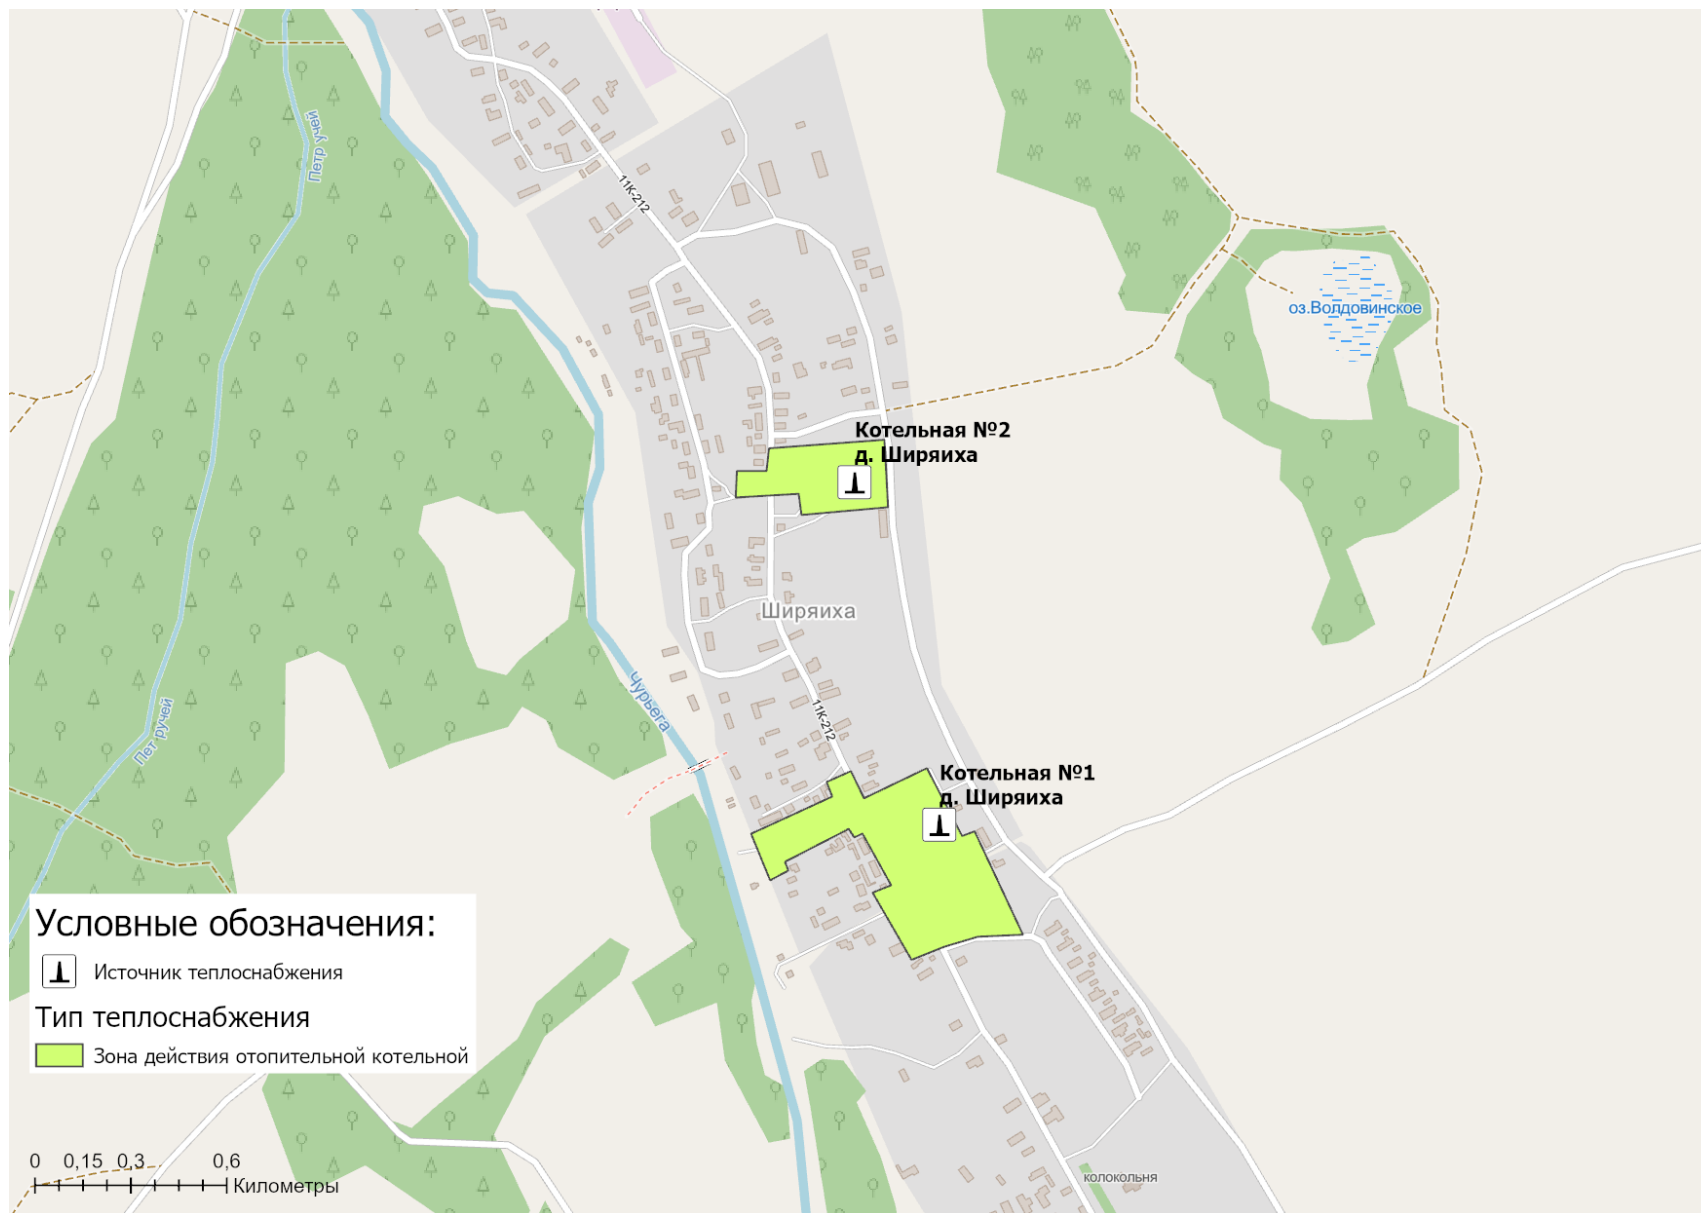 Петр учей
11К-212
оз.Волдовинское
Котельная №2
д. Ширяиха
Ширяиха
Чурьега
Пет ручей
11К-212
Котельная №1
д. Ширяиха
Условные обозначения:
Источник теплоснабжения
Тип теплоснабжения
Зона действия отопительной котельной
0 0,15 0,3 0,6
Километры
колокольня